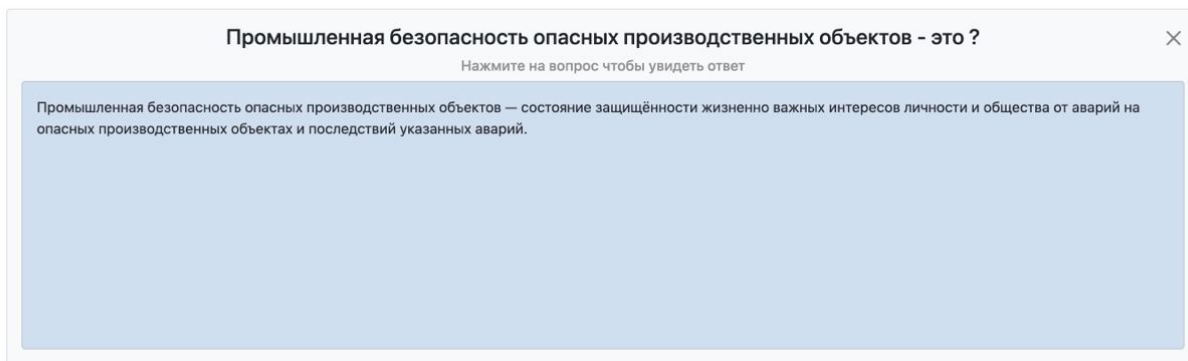 Промышленная безопасность опасных производственных объектов - это ?
Нажмите на вопрос чтобы увидеть ответ
Промышленная безопасность опасных производственных объектов — состояние защищённости жизненно важных интересов личности и общества от аварий на
опасных производственных объектах и последствий указанных аварий.